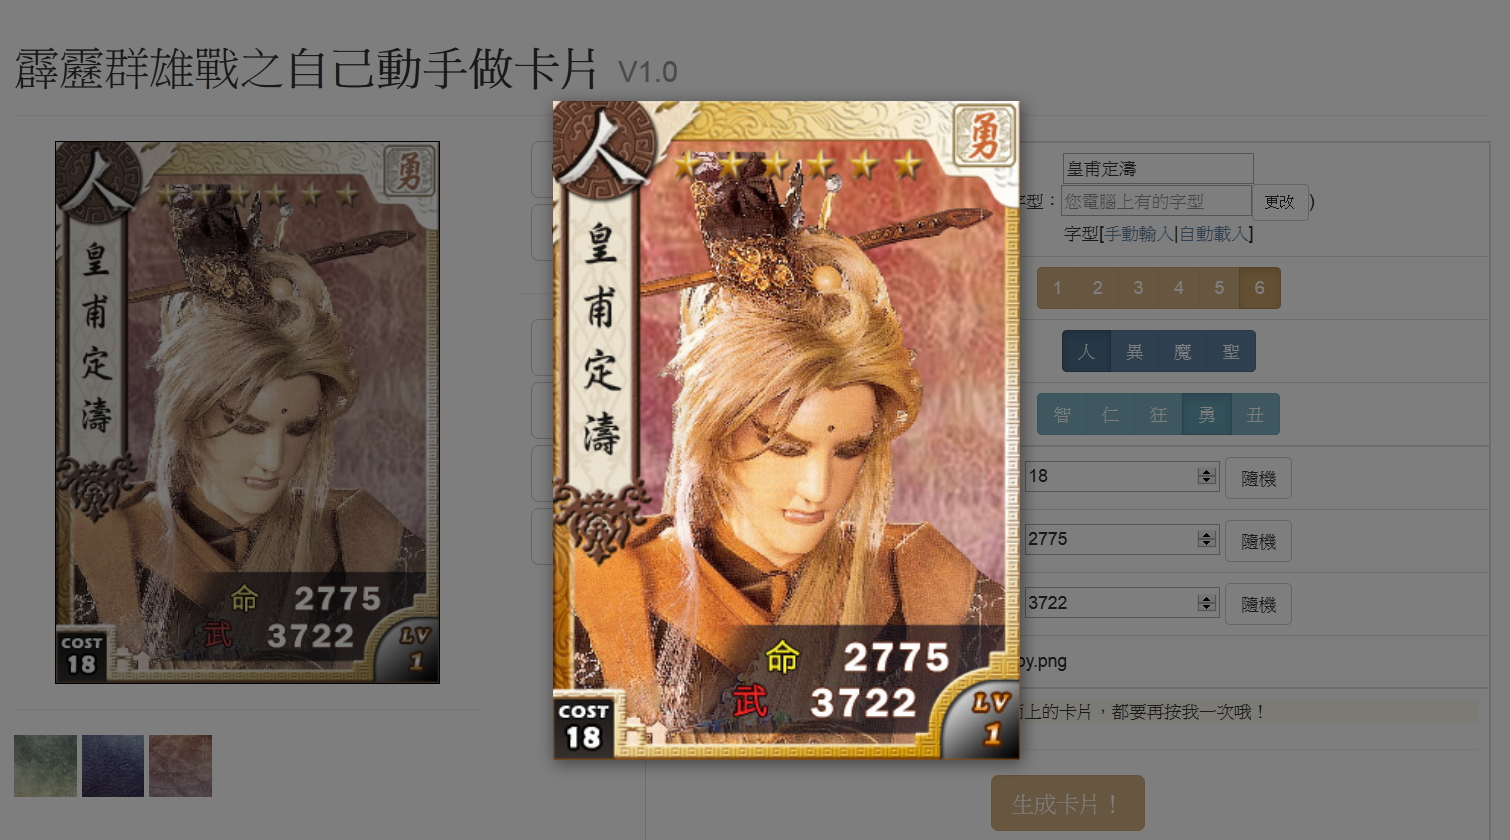 霹靂群雄戰之自己動手做卡片 V1.0
人
勇
皇甫定濤
命 2775
武 3722
COST
18
LV
1
人
勇
皇甫定濤
命 2775
武 3722
COST
18
LV
1
皇甫定濤
字型：您電腦上有的字型 更改 )
字型[手動輸入|自動載入]
1 2 3 4 5 6
人 異 魔 聖
智 仁 狂 勇 丑
18 隨機
2775 隨機
3722 隨機
py.png
面上的卡片，都要再按我一次哦！
生成卡片！